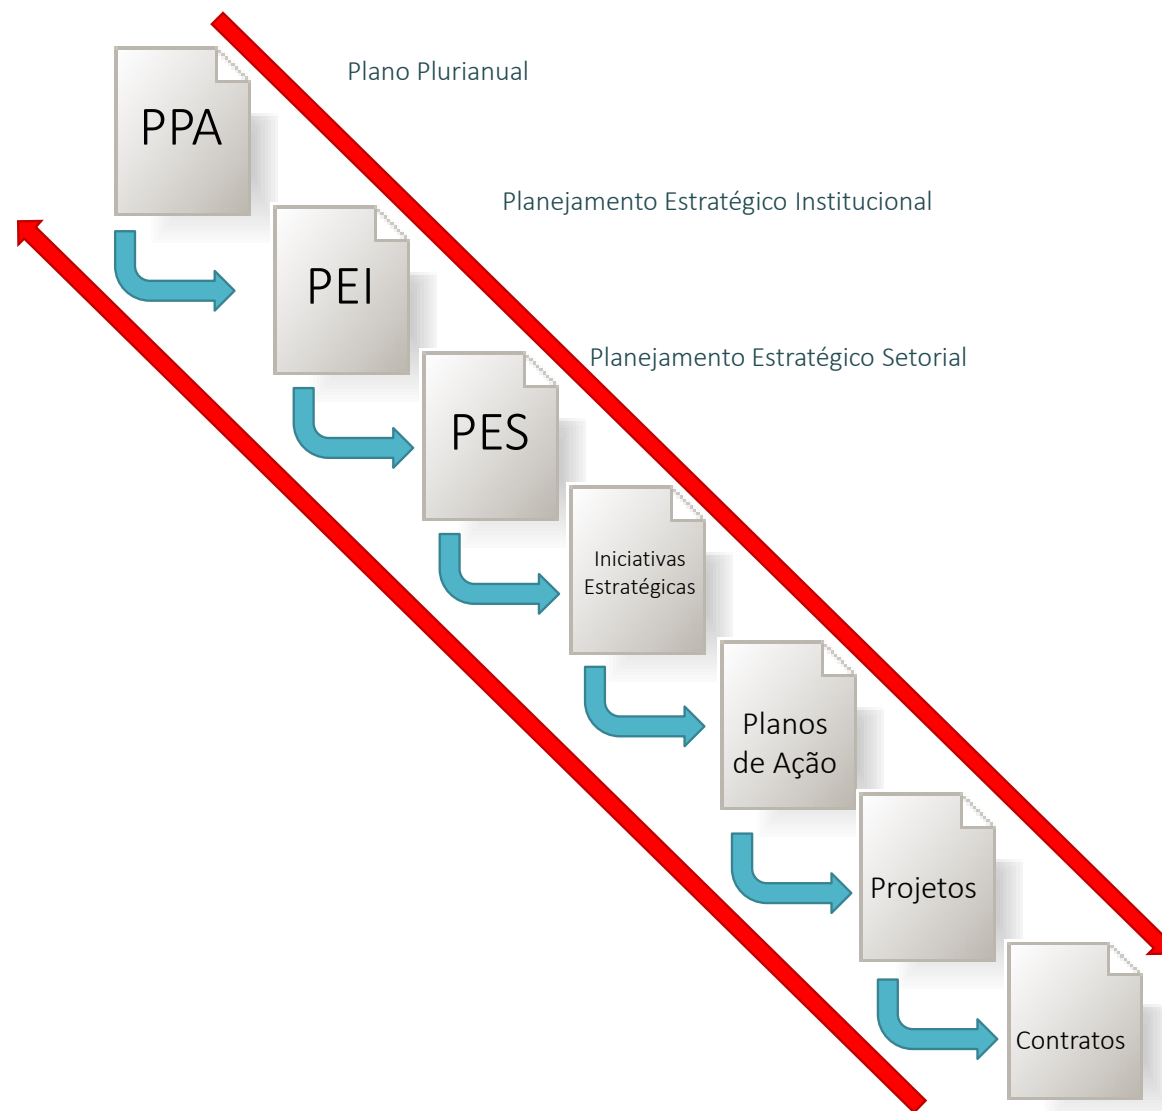 Plano Plurianual
PPA
Planejamento Estratégico Institucional
PEI
Planejamento Estratégico Setorial
PES
Iniciativas
Estratégicas
Planos
de Ação
Projetos
Contratos